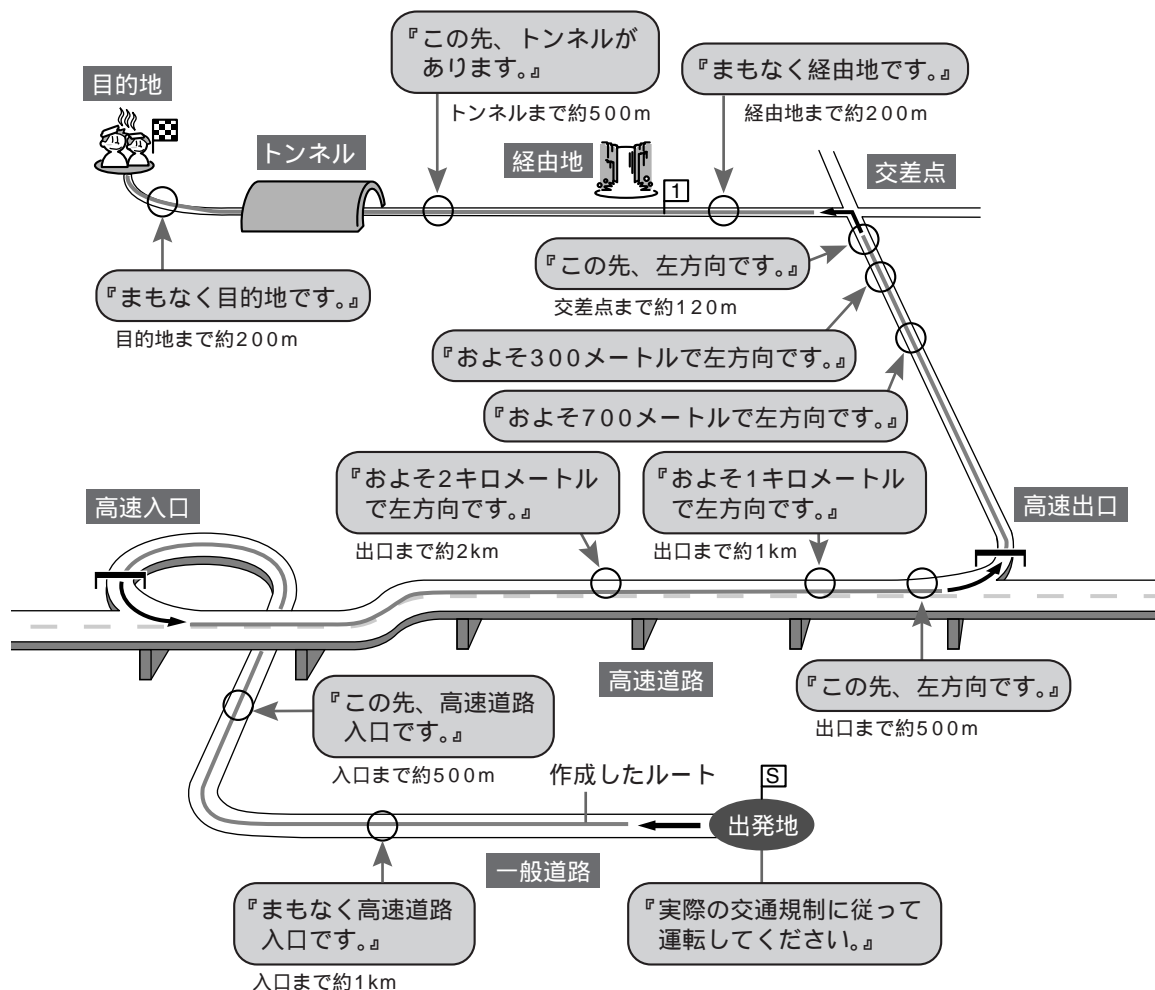 『この先、トンネルが
あります。』
トンネルまで約500m
『まもなく経由地です。』
経由地まで約200m
目的地
トンネル
経由地
1
交差点
『まもなく目的地です。』
目的地まで約200m
『この先、左方向です。』
交差点まで約120m
『およそ300メートルで左方向です。』
『およそ700メートルで左方向です。』
高速入口
『およそ2キロメートル
で左方向です。』
出口まで約2km
『およそ1キロメートル
で左方向です。』
出口まで約1km
高速出口
高速道路
『この先、左方向です。』
出口まで約500m
『この先、高速道路
入口です。』
入口まで約500m
作成したルート
S
出発地
一般道路
『まもなく高速道路
入口です。』
入口まで約1km
『実際の交通規制に従って
運転してください。』